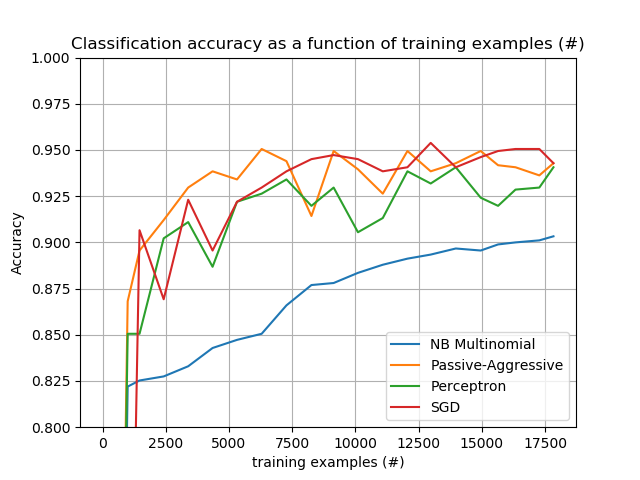 Classification accuracy as a function of training examples (#)
1.000
0.975
0.950
0.925
0.900
0.875
0.850
0.825
0.800
Accuracy
NB Multinomial
Passive-Aggressive
Perceptron
SGD
0 2500 5000 7500 10000 12500 15000 17500
training examples (#)